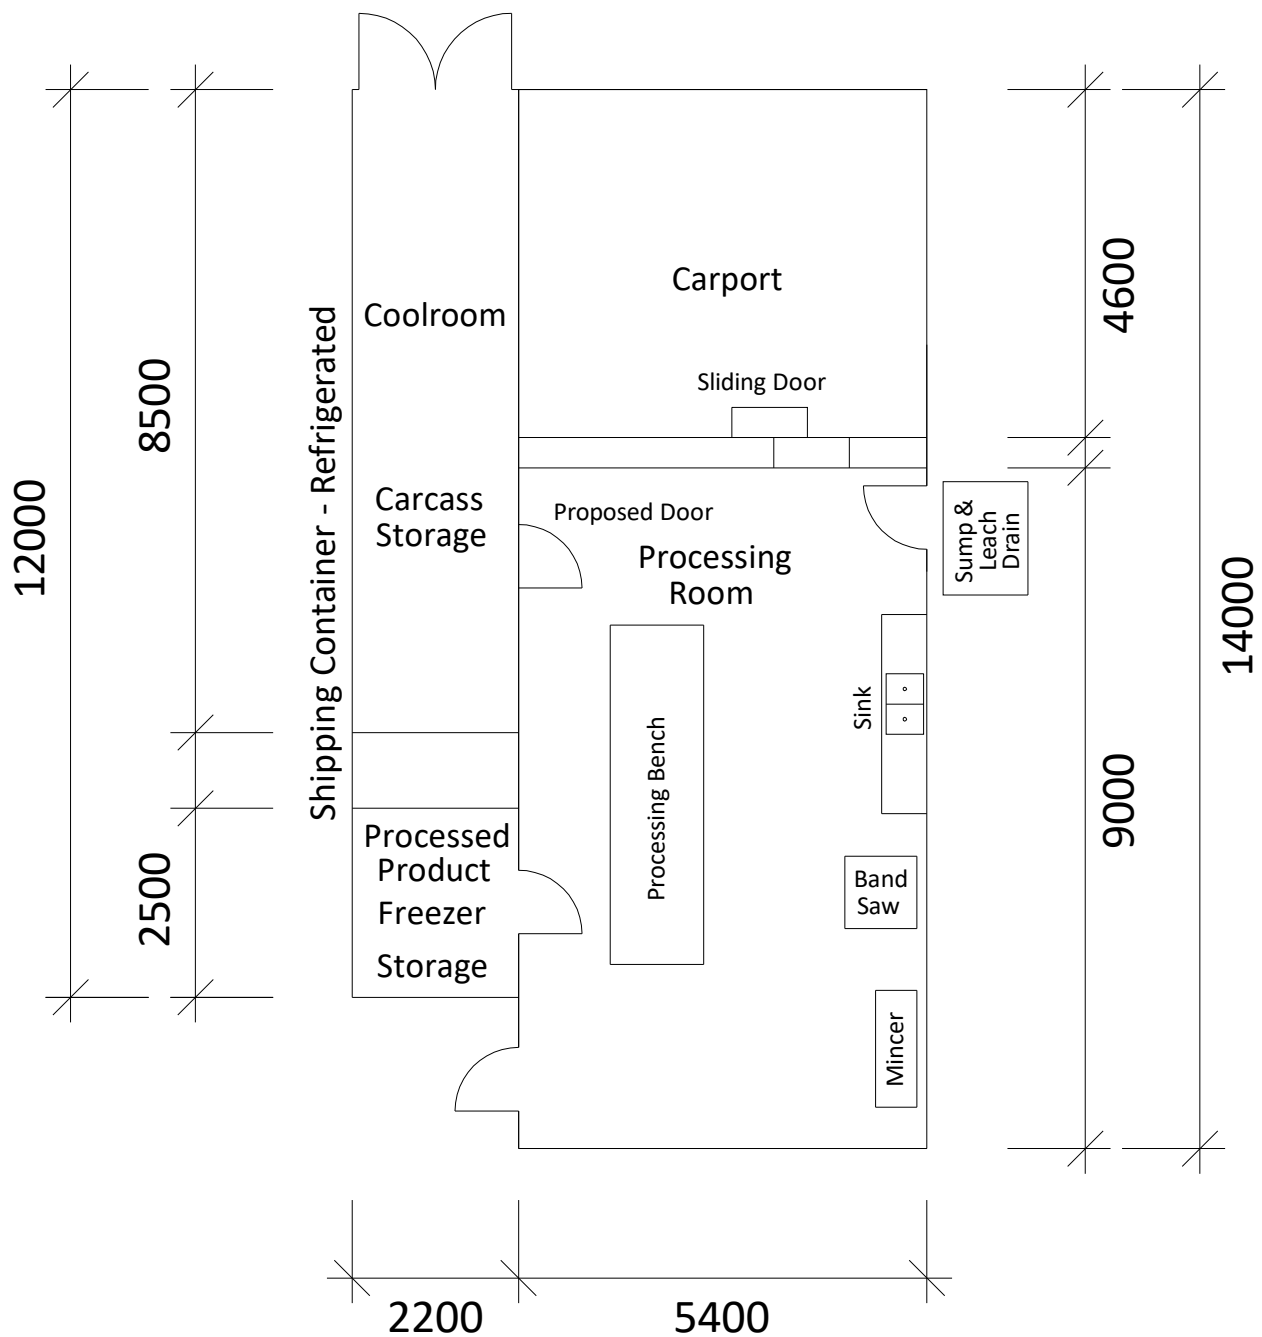 Carport
Coolroom
Sliding Door
Shipping Container - Refrigerated
Carcass
Storage
Proposed Door
Processing
Room
Sump &
Leach
Drain
Sink
Processing Bench
Processed
Product
Freezer
Storage
Band
Saw
Mincer
12000
8500
2500
4600
9000
14000
2200
5400